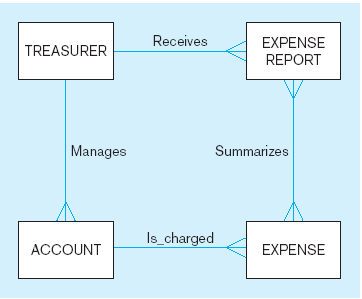 Receives
TREASURER
EXPENSE
REPORT
Manages
Summarizes
Is_charged
ACCOUNT
EXPENSE